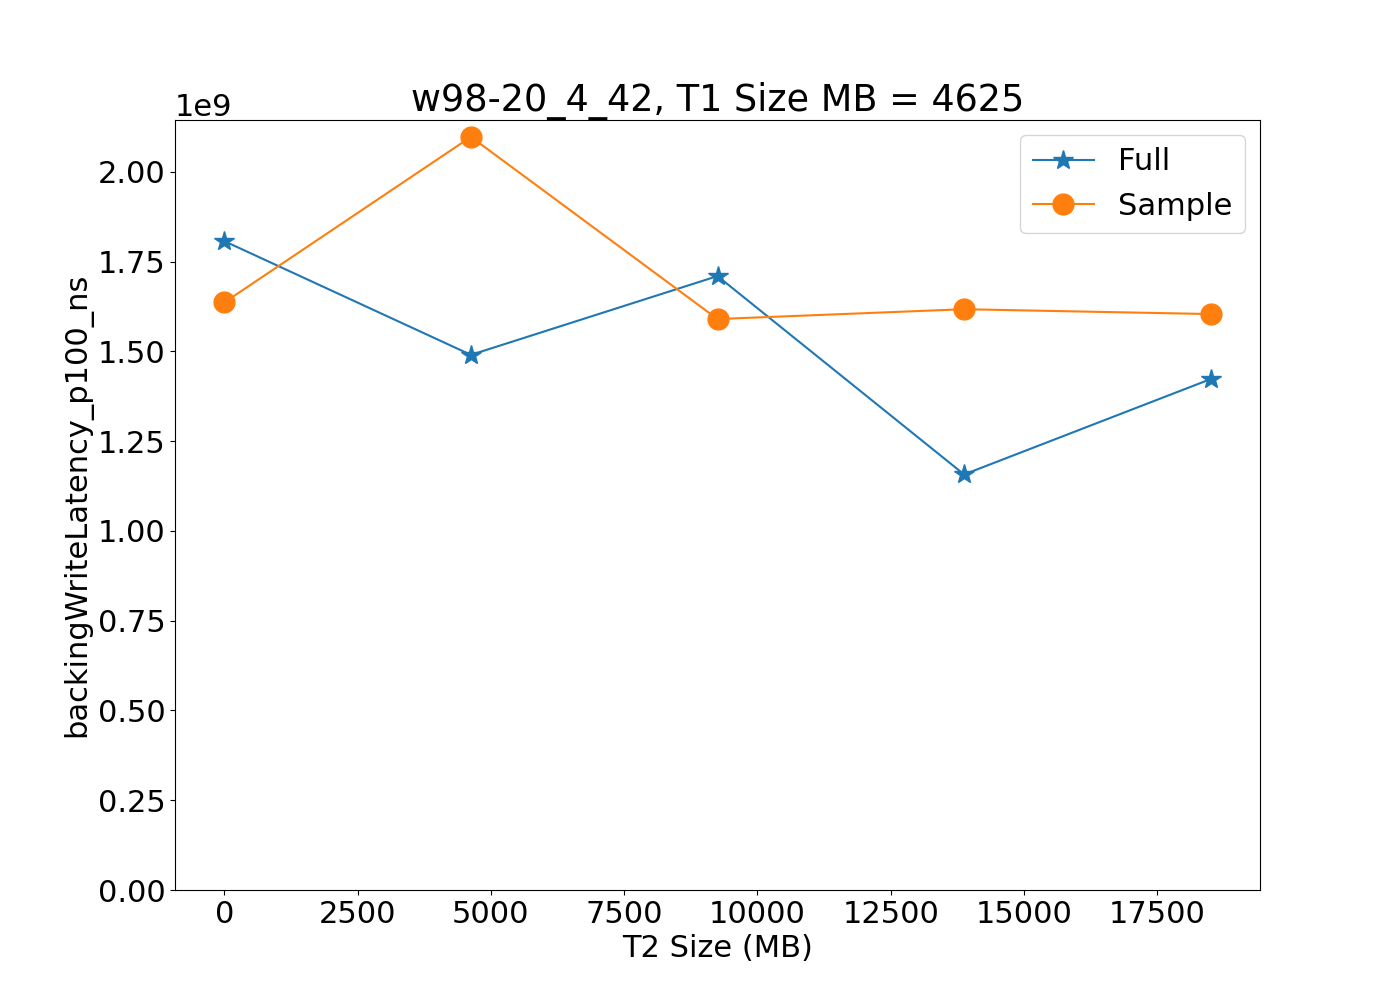 w98-20_4_42, T1 Size MB = 4625
1e9
Full
Sample
2.00
1.75
1.50
1.25
1.00
0.75
0.50
0.25
0.00
backingWriteLatency_p100_ns
0 2500 5000 7500 10000 12500 15000 17500
T2 Size (MB)